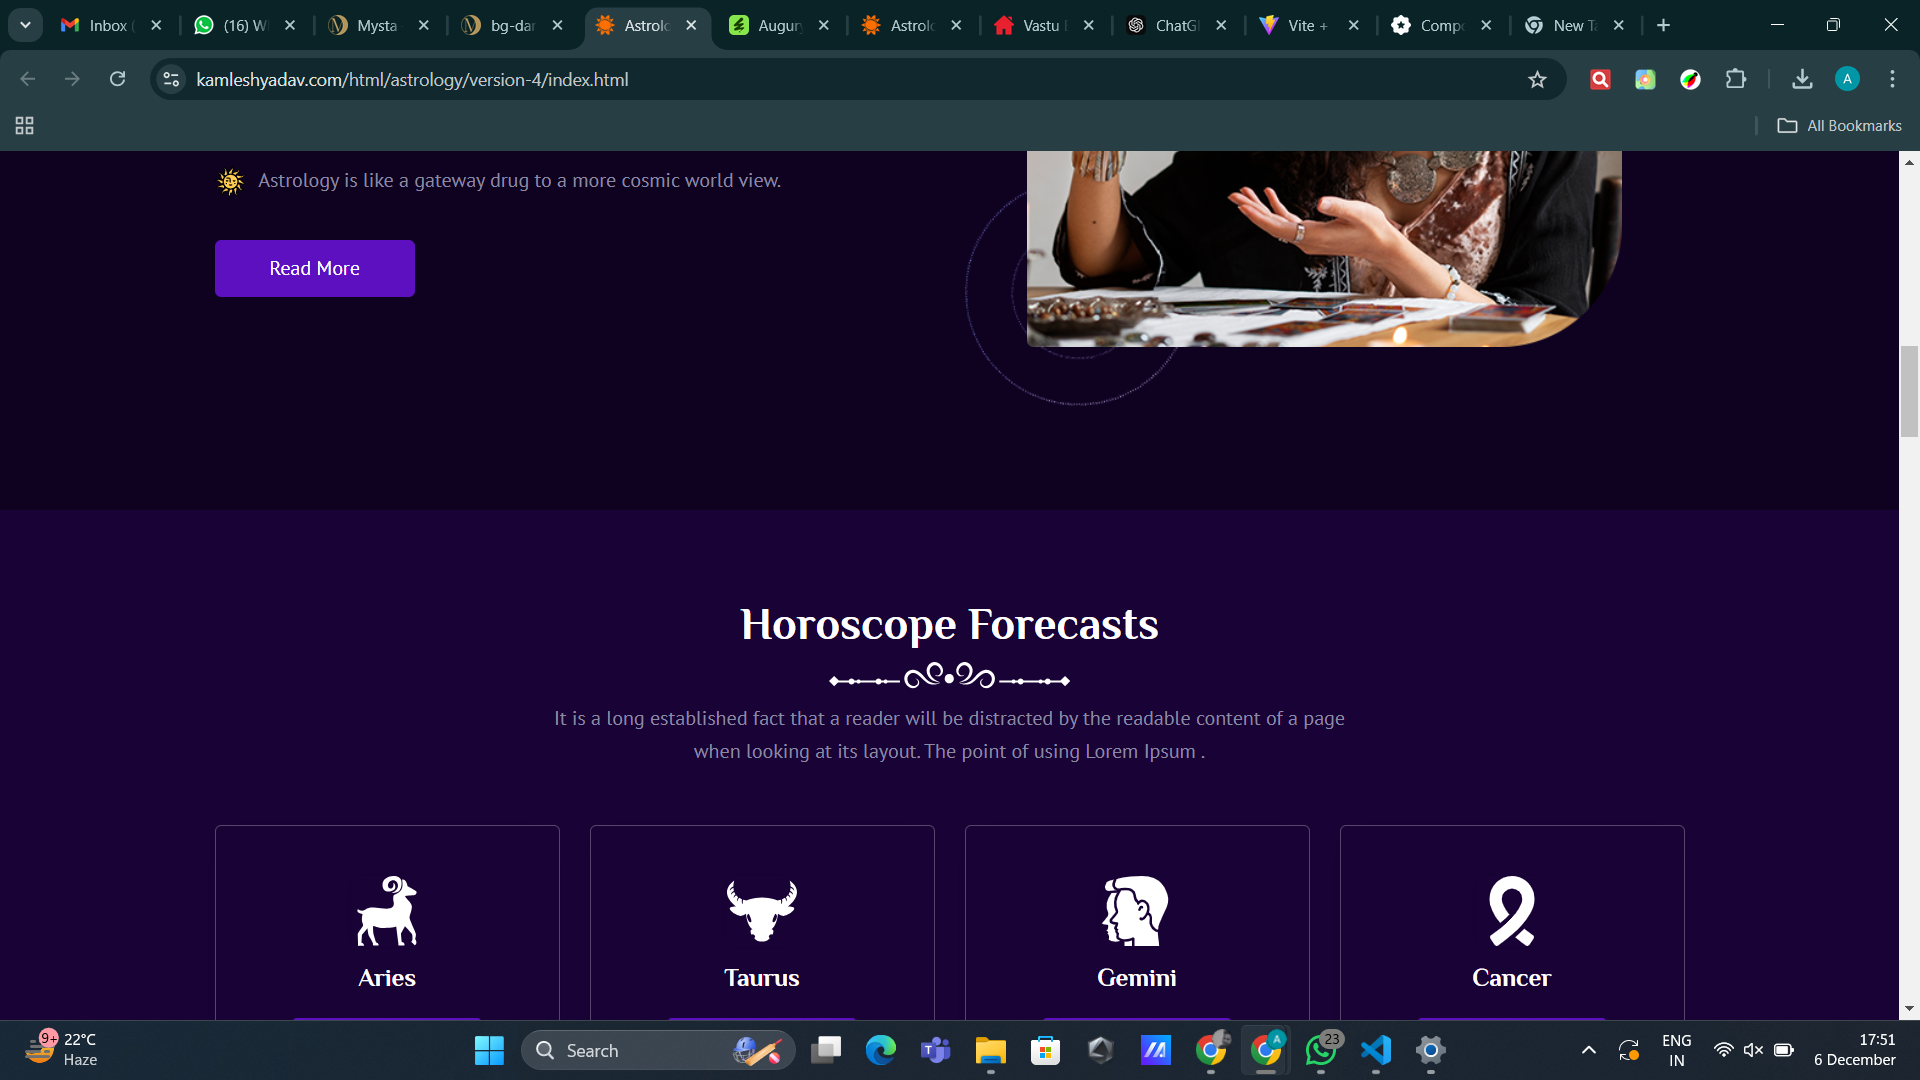 Inbox (
(16) W
Mysta
bg-dar
Astrolo
Augury
Astrolo
Vastu
ChatG
Vite +
Comp
New Ta
kamleshyadav.com/html/astrology/version-4/index.html
A
All Bookmarks
Astrology is like a gateway drug to a more cosmic world view.
Read More
Horoscope Forecasts
It is a long established fact that a reader will be distracted by the readable content of a page
when looking at its layout. The point of using Lorem Ipsum .
Aries
Taurus
Gemini
Cancer
9+
22°C
Haze
Search
A
23
ENG
IN
17:51
6 December